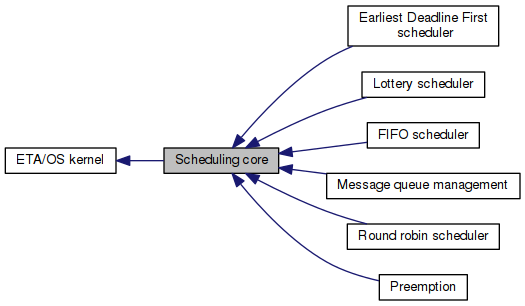 Earliest Deadline First
scheduler
Lottery scheduler
FIFO scheduler
ETA/OS kernel
Scheduling core
Message queue management
Round robin scheduler
Preemption